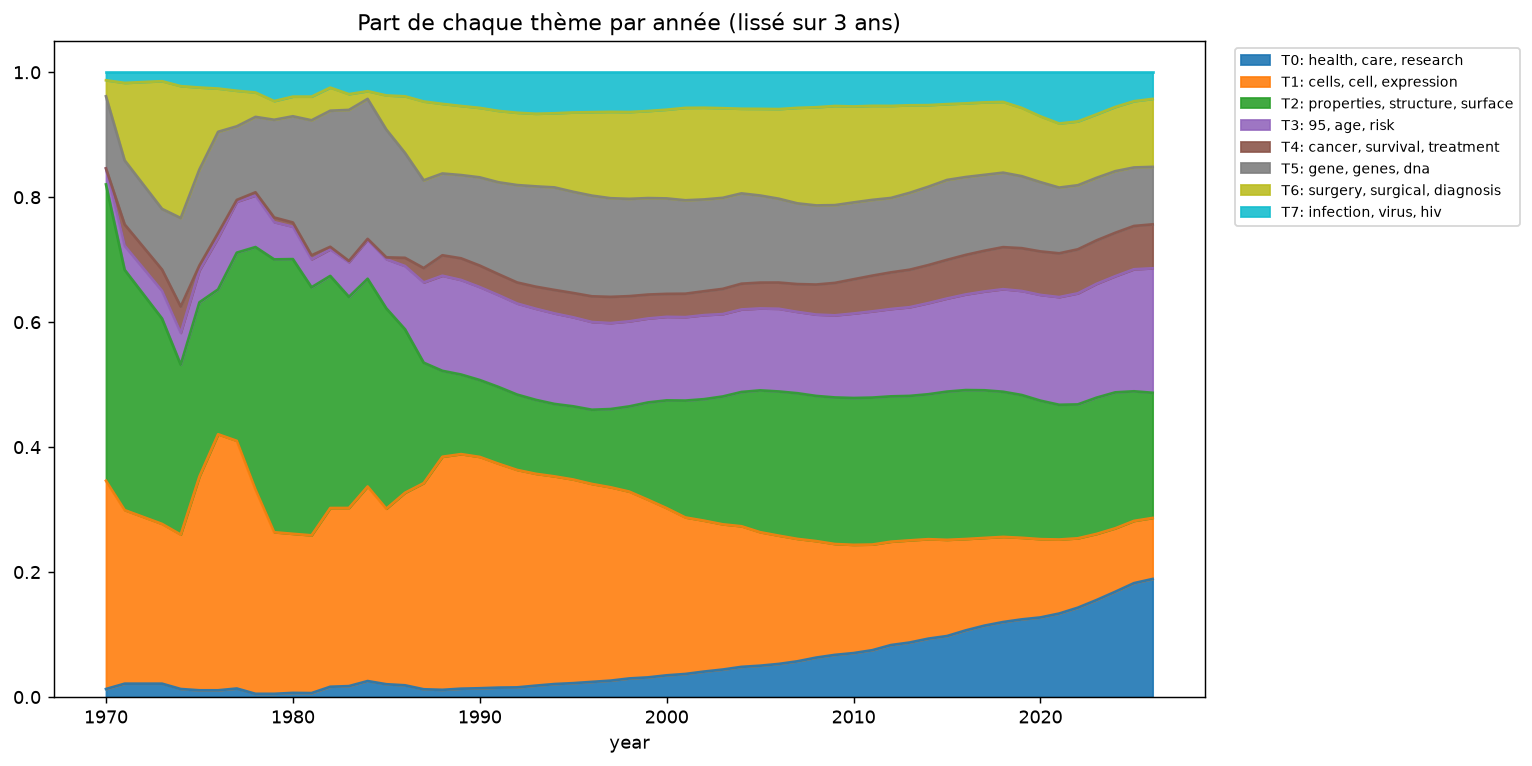 Part de chaque thème par année (lissé sur 3 ans)
1.0
0.8
0.6
0.4
0.2
0.0
1970
1980
1990
2000
2010
2020
year
T0: health, care, research
T1: cells, cell, expression
T2: properties, structure, surface
T3: 95, age, risk
T4: cancer, survival, treatment
T5: gene, genes, dna
T6: surgery, surgical, diagnosis
T7: infection, virus, hiv